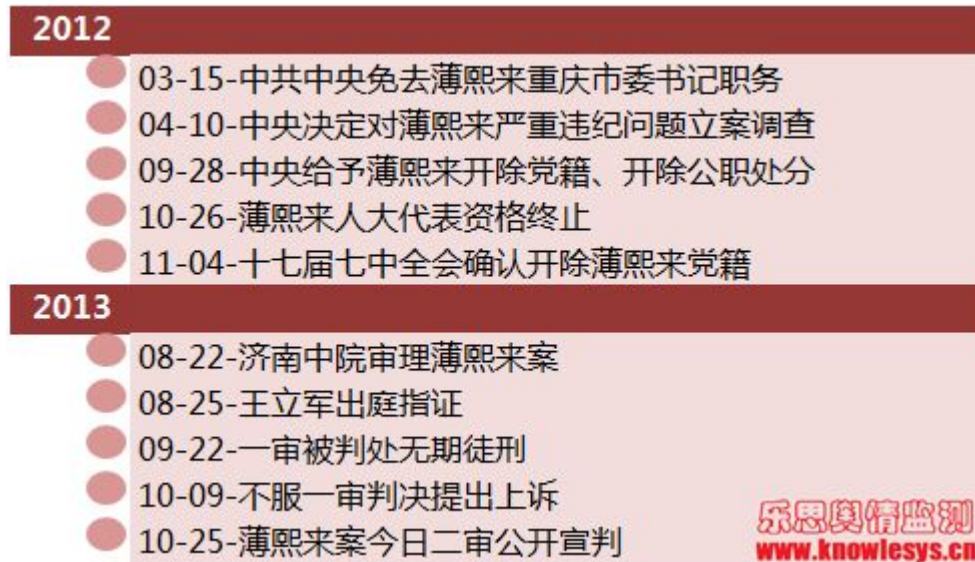 2012
03-15-中共中央免去薄熙来重庆市委书记职务
04-10-中央决定对薄熙来严重违纪问题立案调查
09-28-中央给予薄熙来开除党籍、开除公职处分
10-26-薄熙来人大代表资格终止
11-04-十七届七中全会确认开除薄熙来党籍
2013
08-22-济南中院审理薄熙来案
08-25-王立军出庭指证
09-22-一审被判处无期徒刑
10-09-不服一审判决提出上诉
10-25-薄熙来案今日二审公开宣判
乐思舆情监测
www.knowlesys.cn